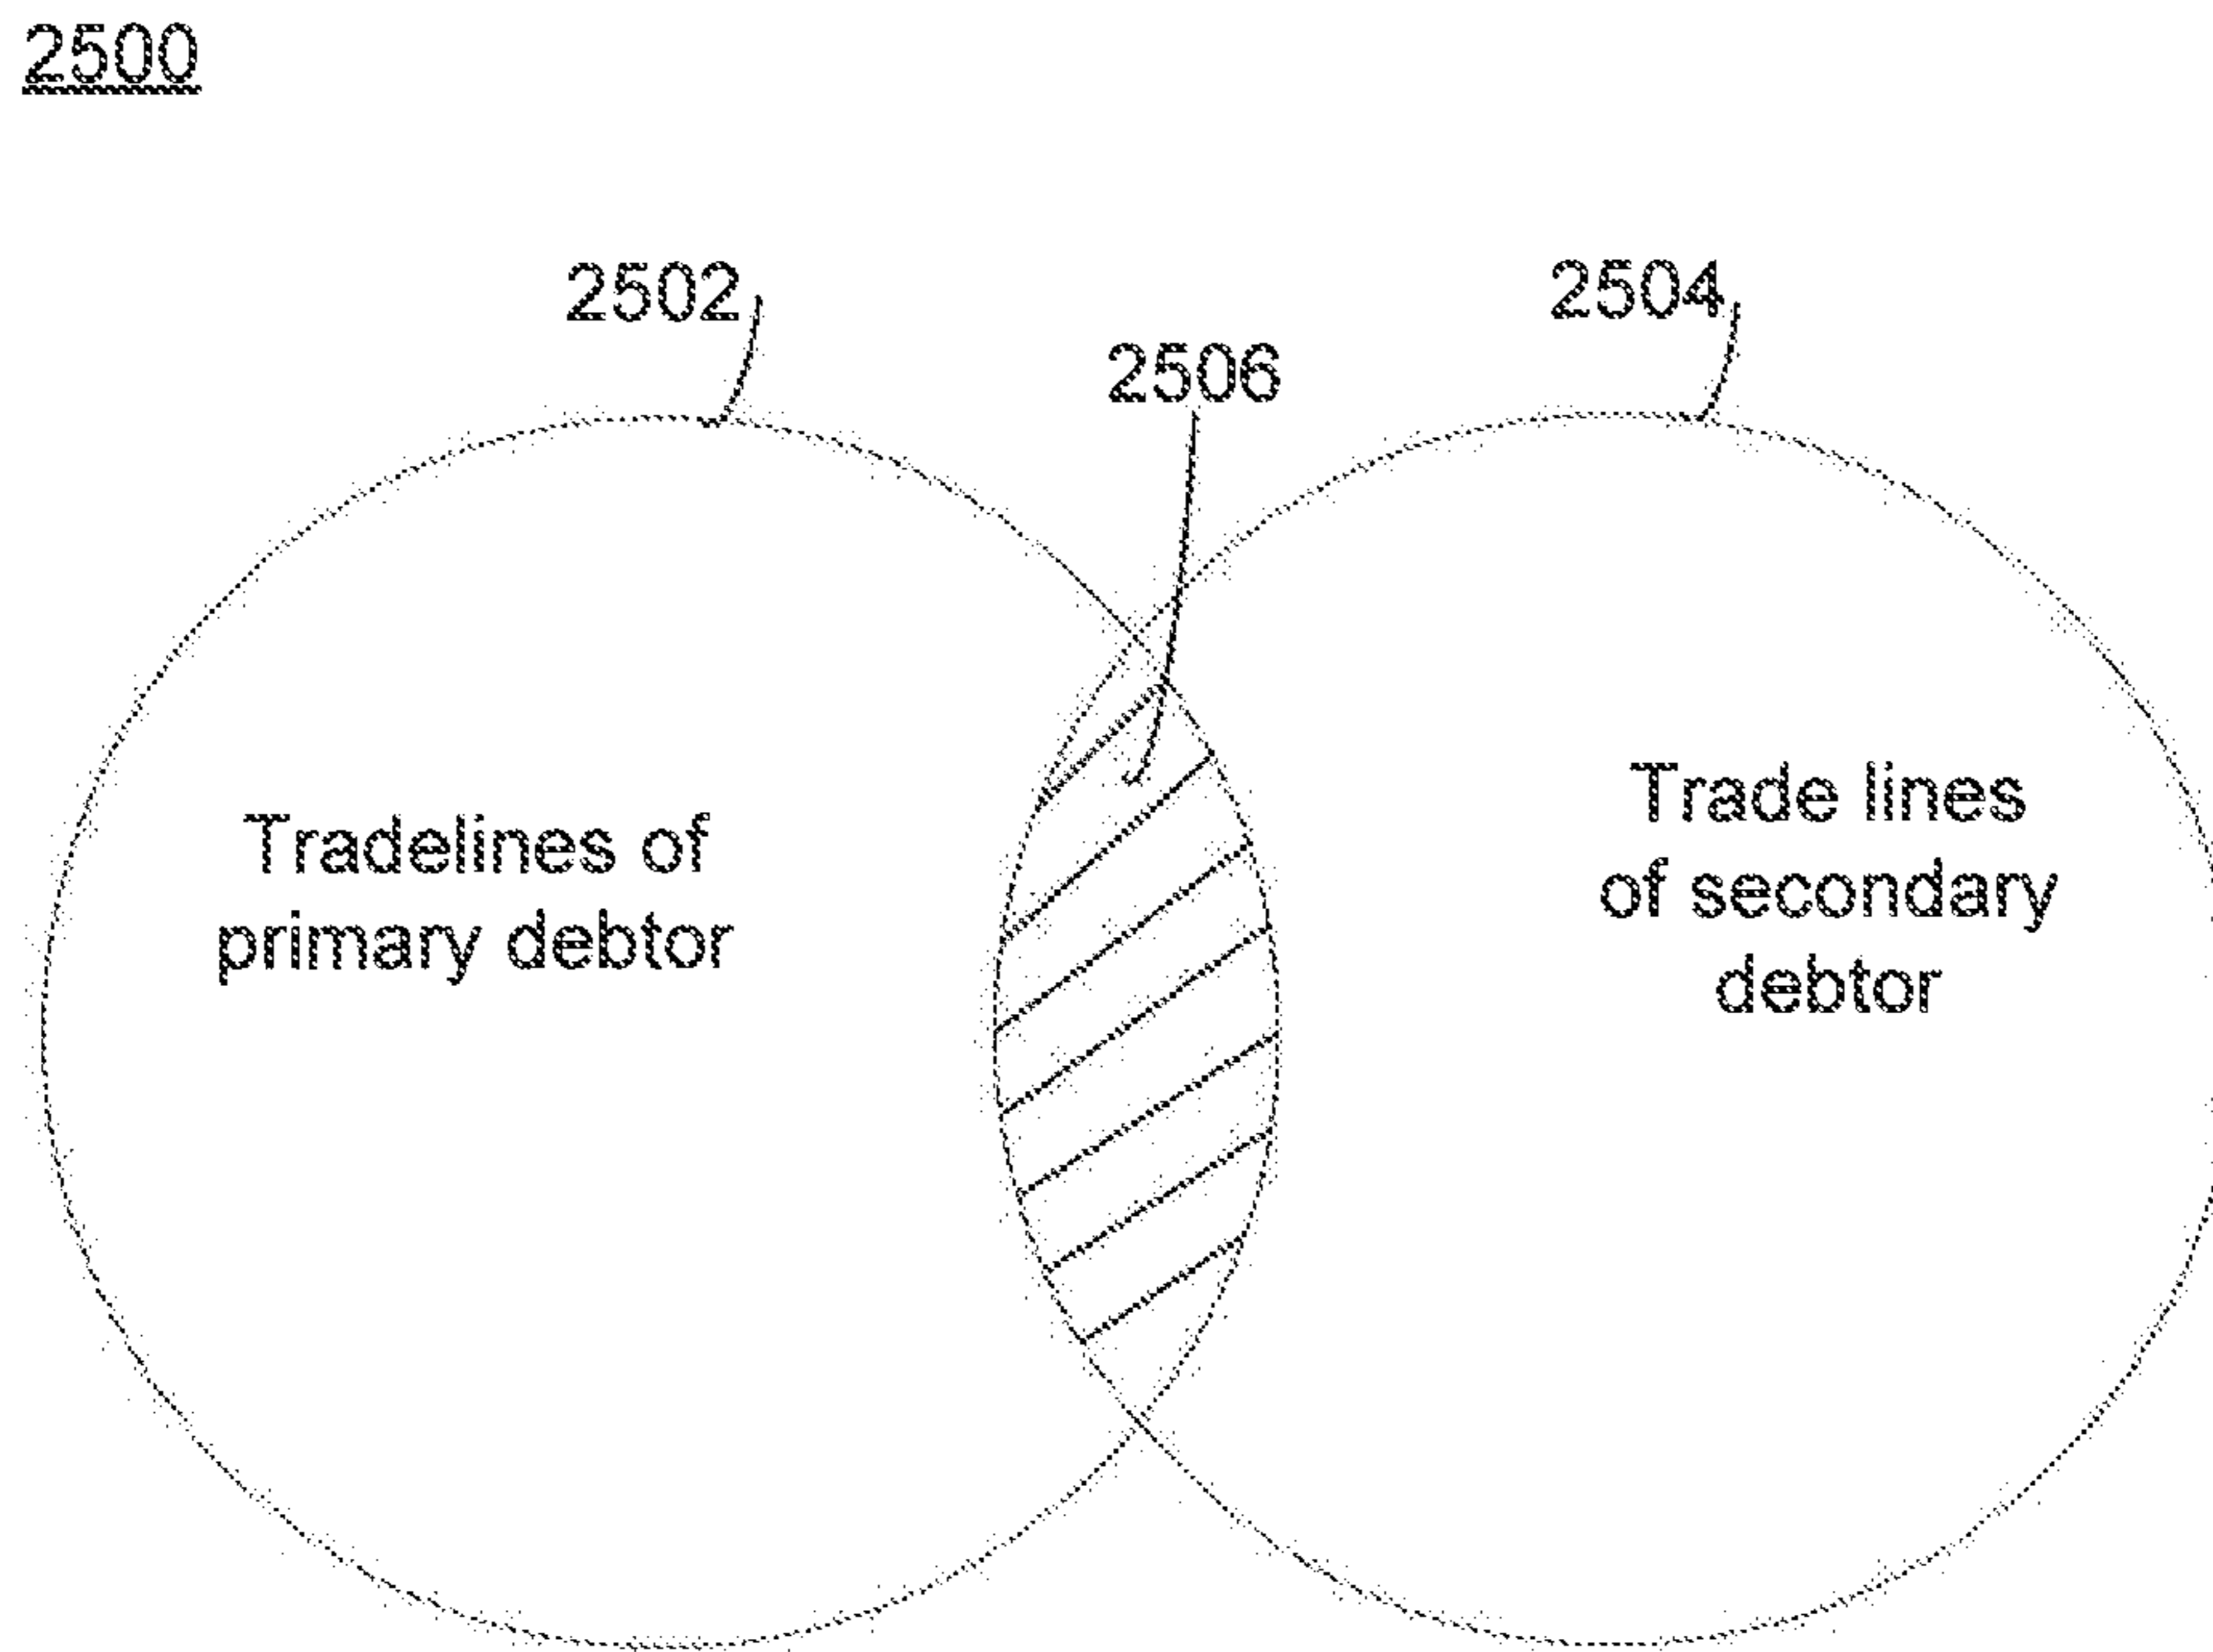 2500
2502
2504
2506
Tradelines of
primary debtor
Trade lines
of secondary
debtor